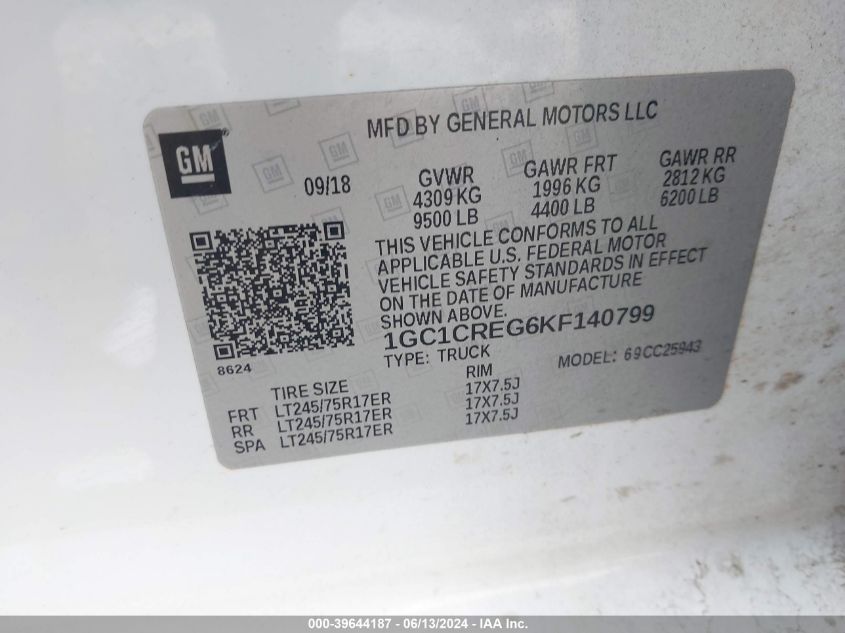 MFD BY GENERAL MOTORS LLC
GM
09/18
GVWR GAWR FRT GAWR RR
4309 KG 1996 KG 2812 KG
9500 LB 4400 LB 6200 LB
THIS VEHICLE CONFORMS TO ALL
APPLICABLE U.S. FEDERAL MOTOR
VEHICLE SAFETY STANDARDS IN EFFECT
ON THE DATE OF MANUFACTURE
SHOWN ABOVE.
1GC1CREG6KF140799
TYPE: TRUCK MODEL: 69CC25943
8624
TIRE SIZE RIM
FRT LT245/75R17ER 17X7.5J
RR LT245/75R17ER 17X7.5J
SPA LT245/75R17ER 17X7.5J
000-39644187 - 06/13/2024 - IAA Inc.